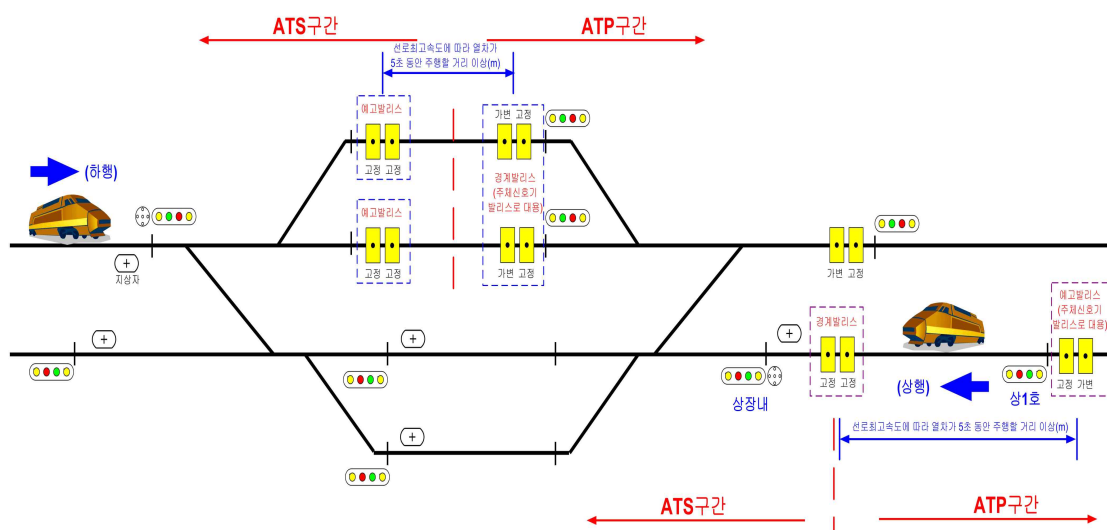 ATS구간
ATP구간
선로최고속도에 따라 열차가
5초 동안 주행할 거리 이상(m)
예고발리스
고정 고정
가변 고정
경계발리스
(주체신호기
발리스로 대용)
(하행)
지상자
예고발리스
고정 고정
가변 고정
가변 고정
예고발리스
(주체신호기
발리스로 대용)
고정 가변
경계발리스
고정 고정
상장내
(상행)
상1호
선로최고속도에 따라 열차가 5초 동안 주행할 거리 이상(m)
ATS구간
ATP구간